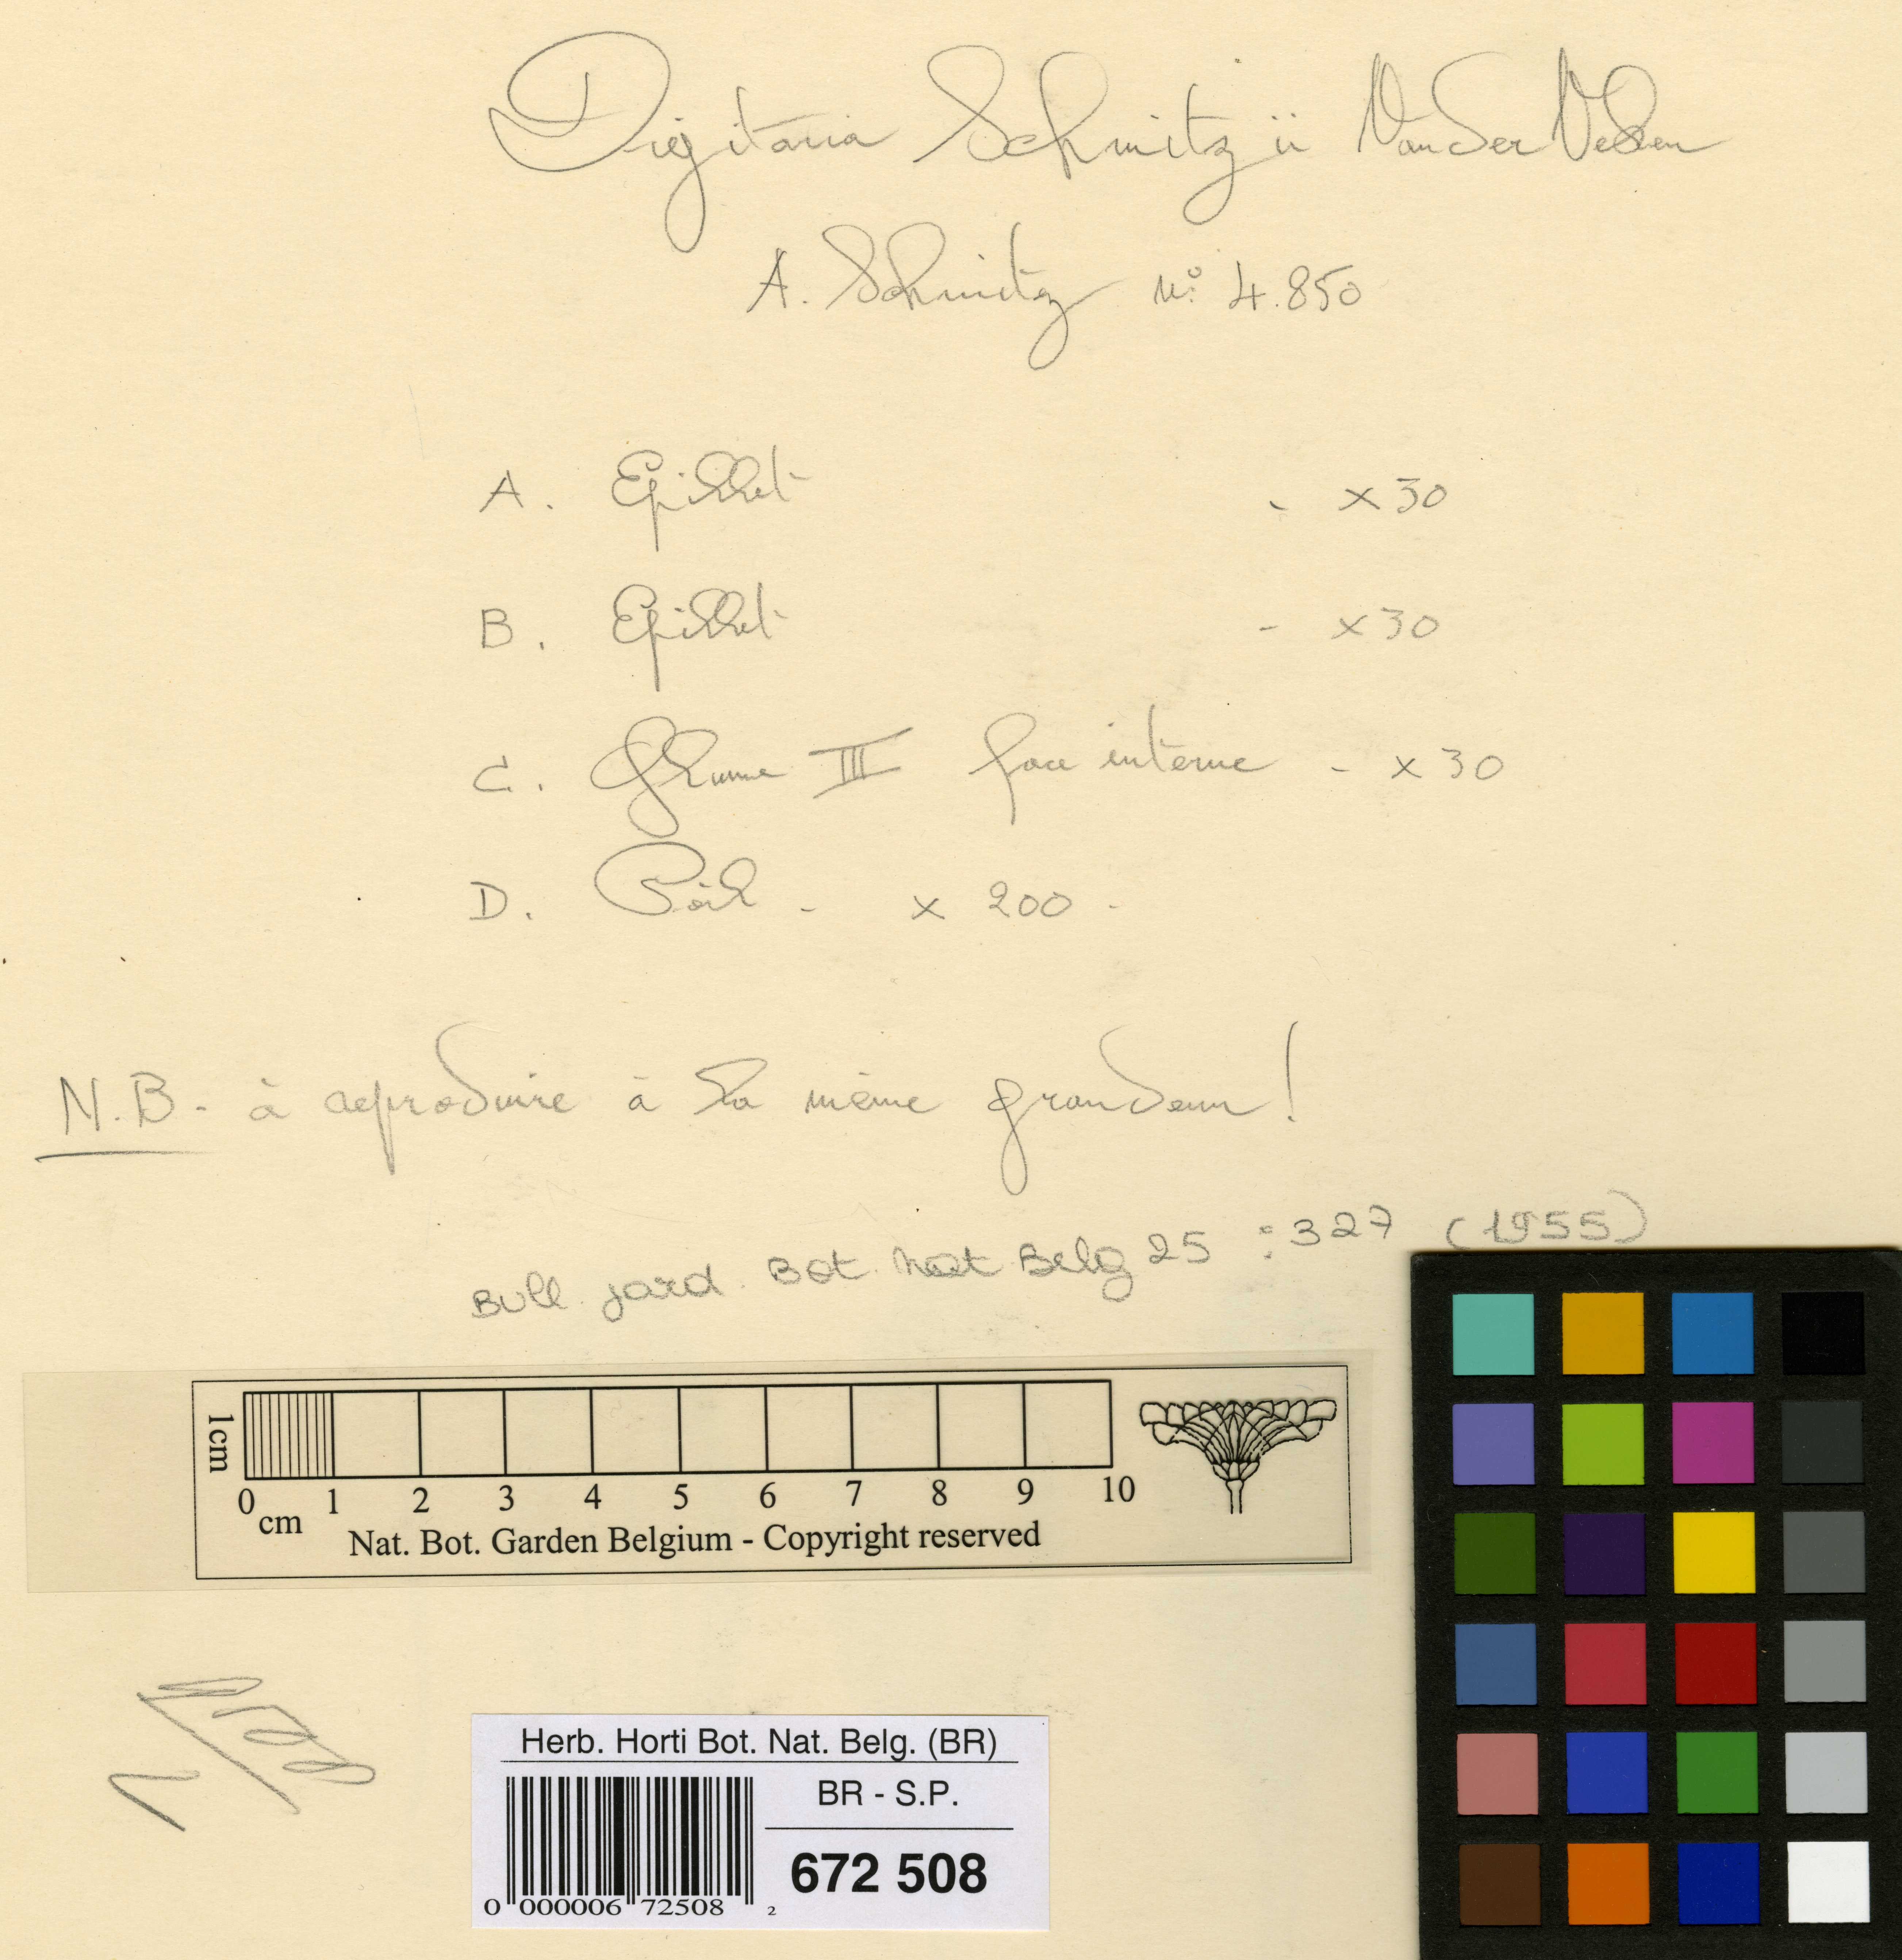 Digitaria Schmitzii Van der Veken
A. Schmitz n° 4.850
A. Epillet - x 30
B. Epillet - x 30
C. Glume III face interne - x 30
D. Poil - x 200 -
N.B. - à reproduire à la même grandeur!
Bull. Jard. Bot. Nat. Belg 25 : 327 (1955)
1cm
0 1 2 3 4 5 6 7 8 9 10
cm
Nat. Bot. Garden Belgium - Copyright reserved
Herb. Horti Bot. Nat. Belg. (BR)
BR - S.P.
672 508
0 000006 72508 2